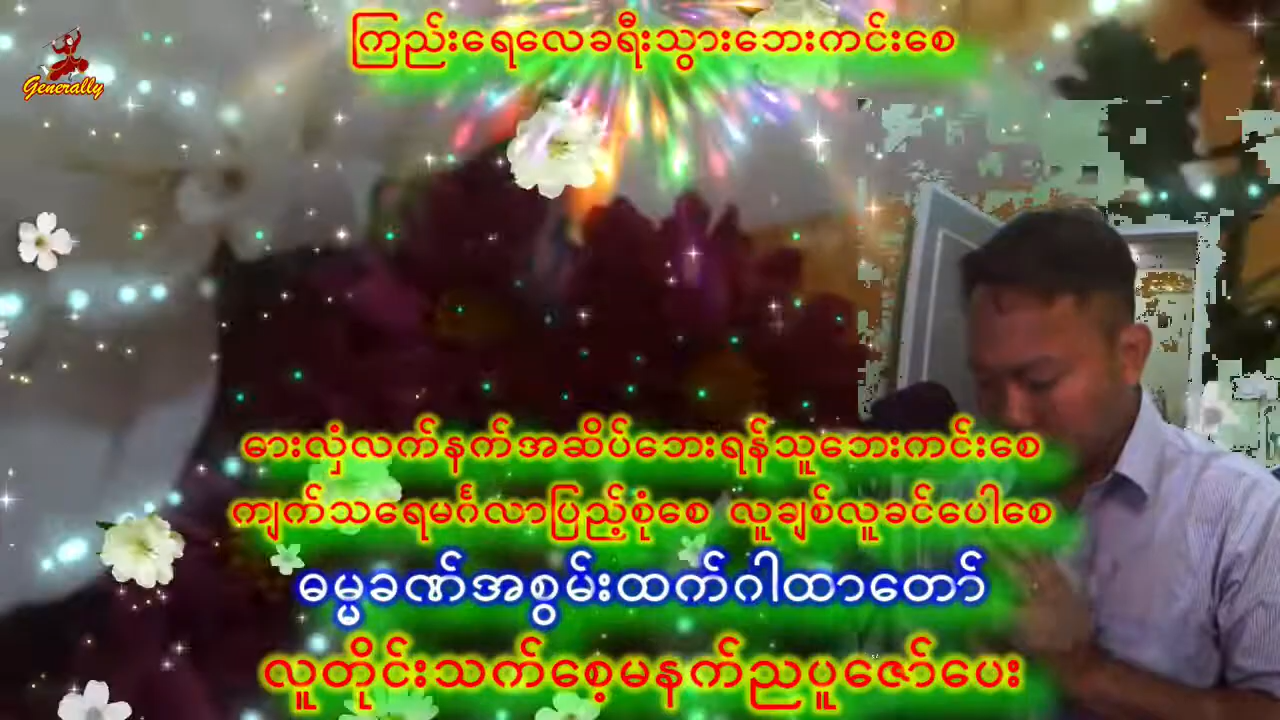 Generally
ကြည်းရေလေခရီးသွားဘေးကင်းစေ
ဓားလှံလက်နက်အဆိပ်ဘေးရန်သူဘေးကင်းစေ
ကျက်သရေမင်္ဂလာပြည့်စုံစေ လူချစ်လူခင်ပေါစေ
ဓမ္မခဏ်အစွမ်းထက်ဂါထာတော်
လူတိုင်းသက်စေ့မနက်ညပူဇော်ပေး